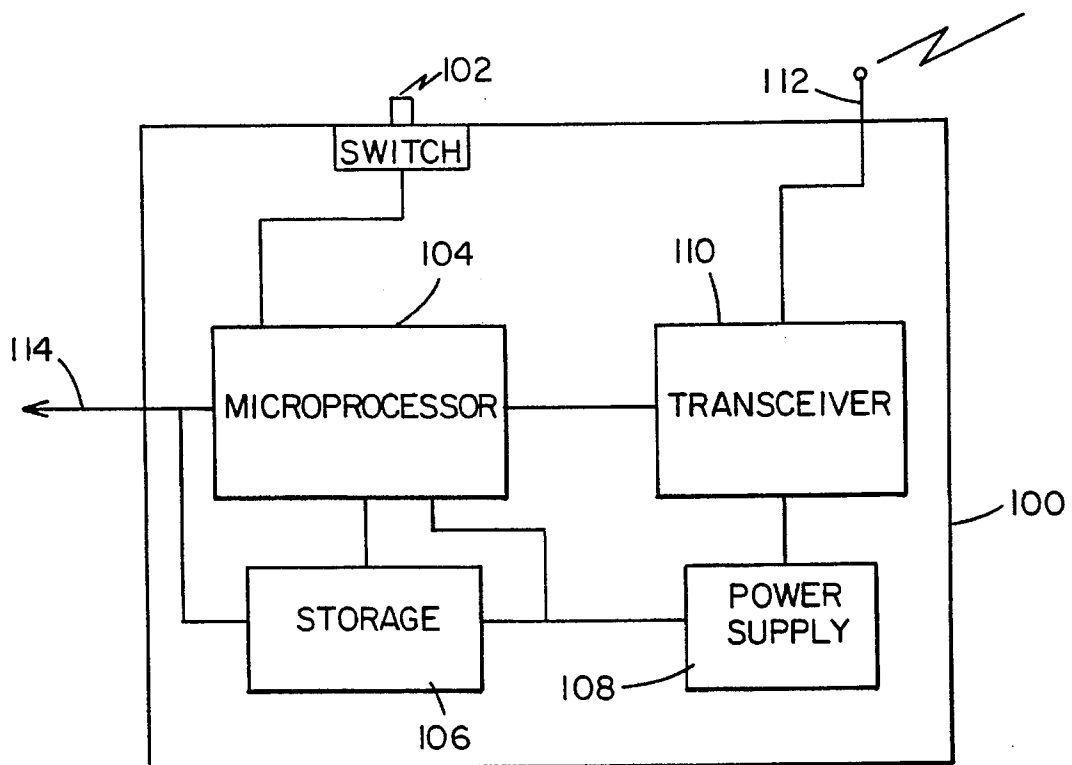 102
112
SWITCH
104
110
114
MICROPROCESSOR
TRANSCEIVER
100
STORAGE
POWER
SUPPLY
108
106